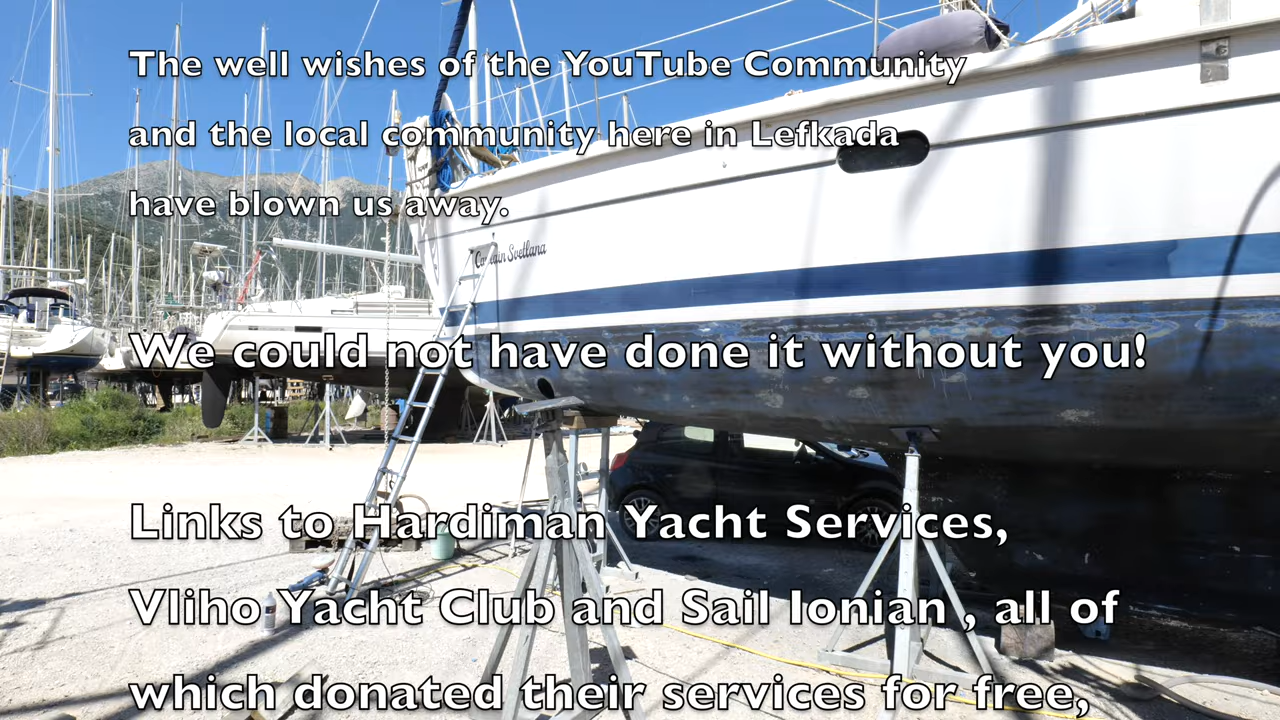 The well wishes of the YouTube Community
and the local community here in Lefkada
have blown us away.
Captain Svetlana
We could not have done it without you!
Links to Hardiman Yacht Services,
Vliho Yacht Club and Sail Ionian , all of
which donated their services for free,